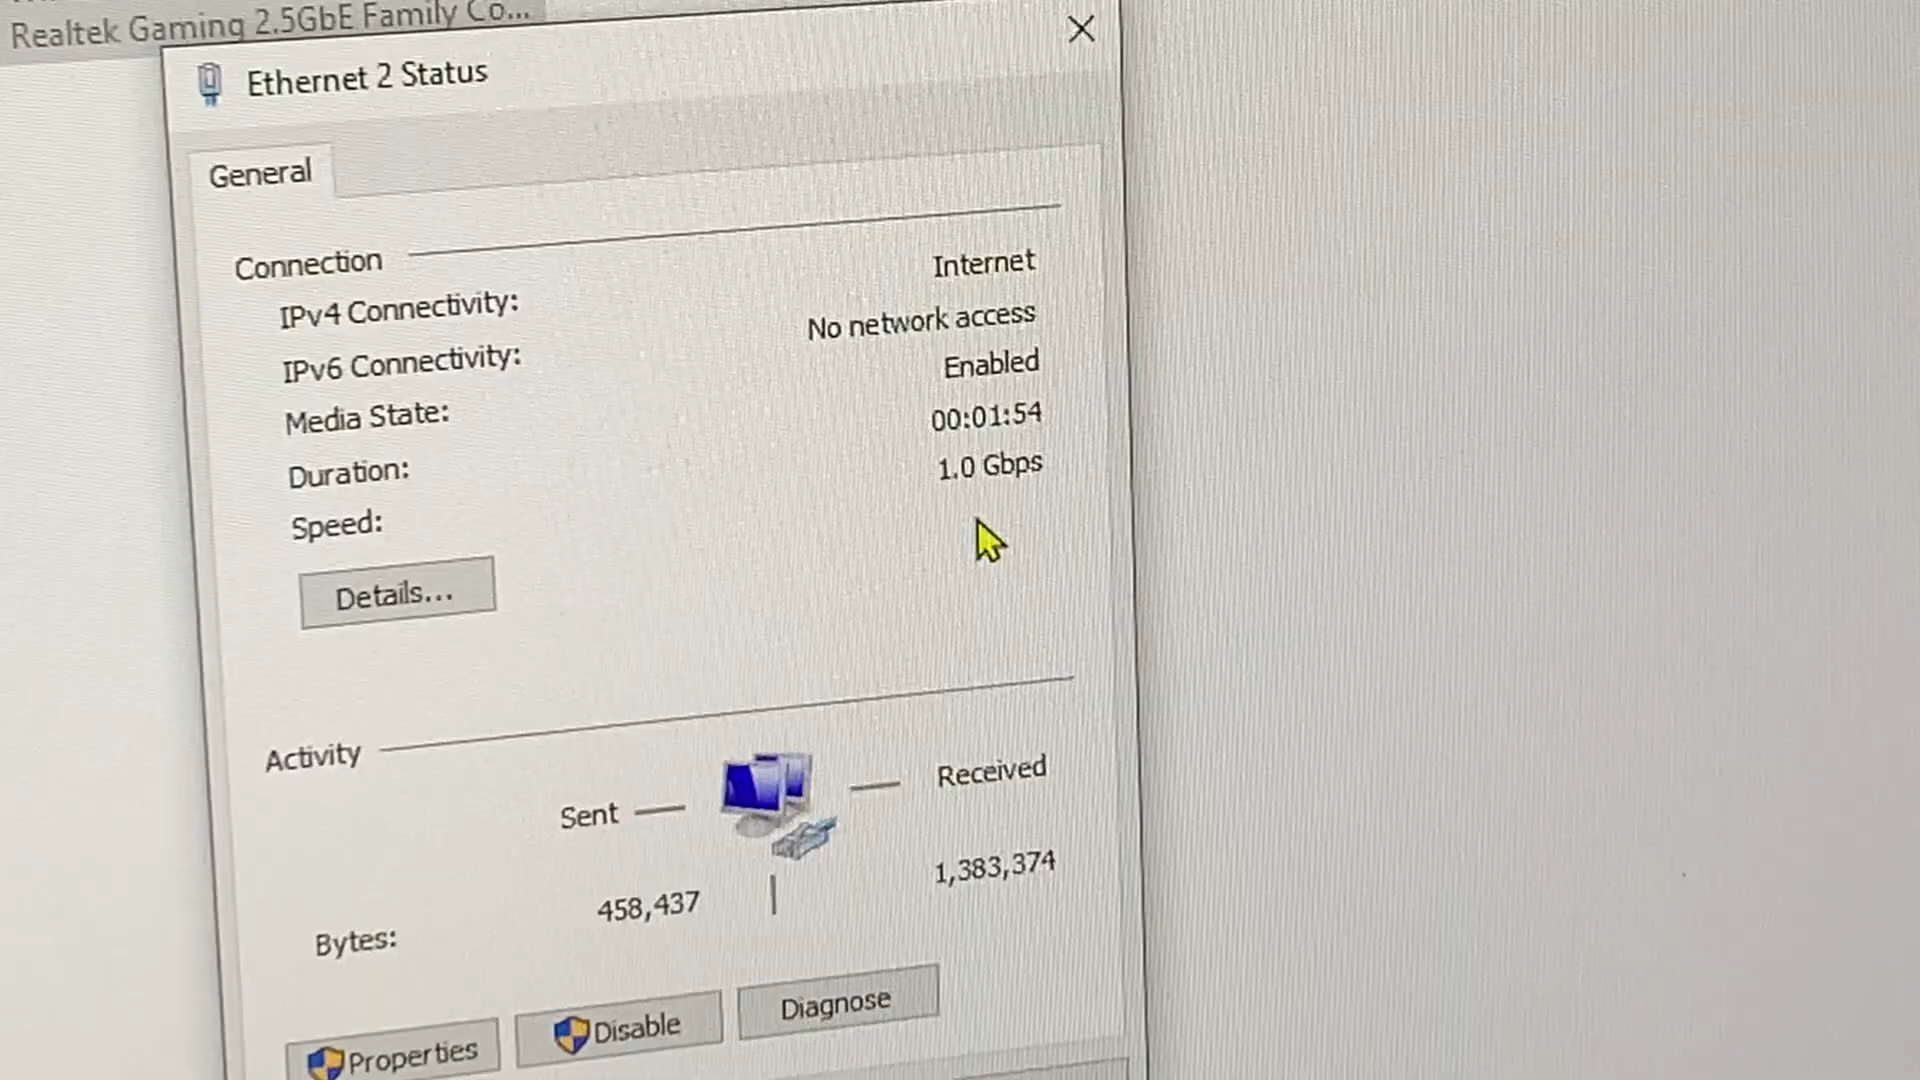 Realtek Gaming 2.5GbE Family Co...
Ethernet 2 Status
General
Connection
IPv4 Connectivity: Internet
IPv6 Connectivity: No network access
Media State: Enabled
Duration: 00:01:54
Speed: 1.0 Gbps
Details...
Activity
Sent — — Received
Bytes: 458,437 | 1,383,374
Properties Disable Diagnose